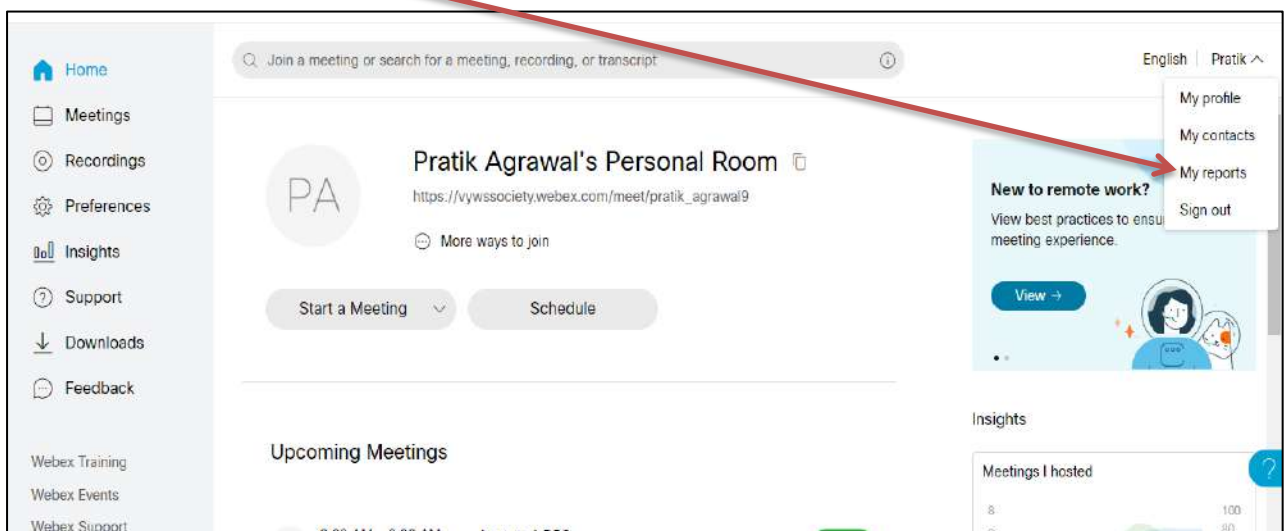 Home
Meetings
Recordings
Preferences
Insights
Support
Downloads
Feedback
Webex Training
Webex Events
Webex Support
Join a meeting or search for a meeting, recording, or transcript
English | Pratik
My profile
My contacts
My reports
Sign out
PA
Pratik Agrawal's Personal Room
https://vywssociety.webex.com/meet/pratik_agrawal9
More ways to join
Start a Meeting
Schedule
Upcoming Meetings
New to remote work?
View best practices to ensu
meeting experience.
View →
Insights
Meetings I hosted
8
100
80
?